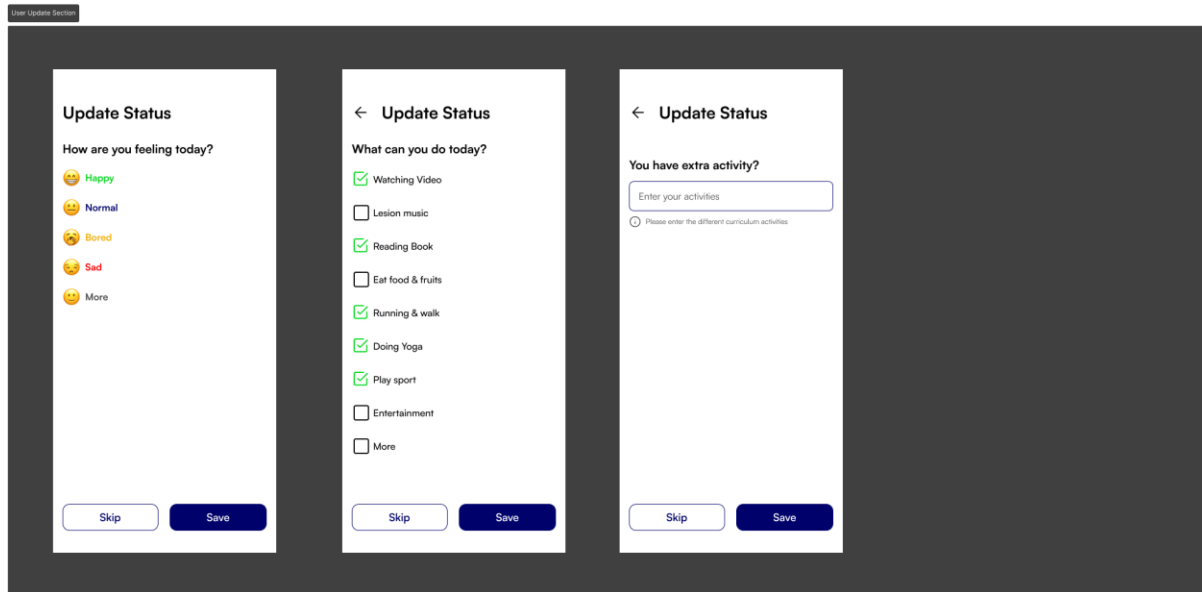 User Update Section
Update Status
How are you feeling today?
Happy
Normal
Bored
Sad
More
Skip
Save
Update Status
What can you do today?
Watching Video
Lesion music
Reading Book
Eat food & fruits
Running & walk
Doing Yoga
Play sport
Entertainment
More
Skip
Save
Update Status
You have extra activity?
Enter your activities
Please enter the different curriculum activities
Skip
Save